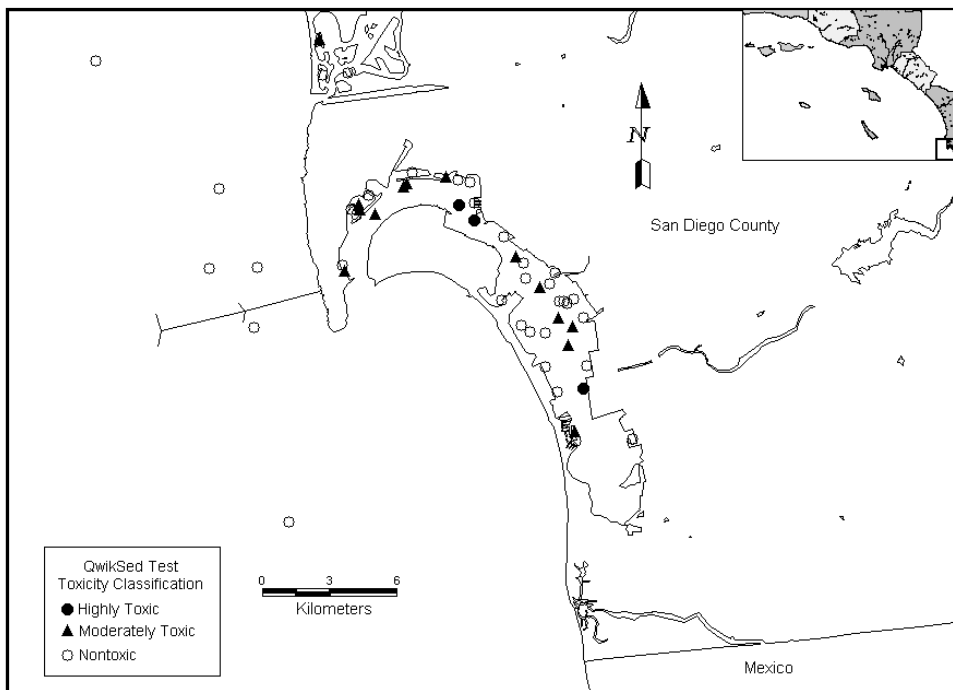 N
San Diego County
QwikSed Test
Toxicity Classification
Highly Toxic
Moderately Toxic
Nontoxic
0 3 6
Kilometers
Mexico